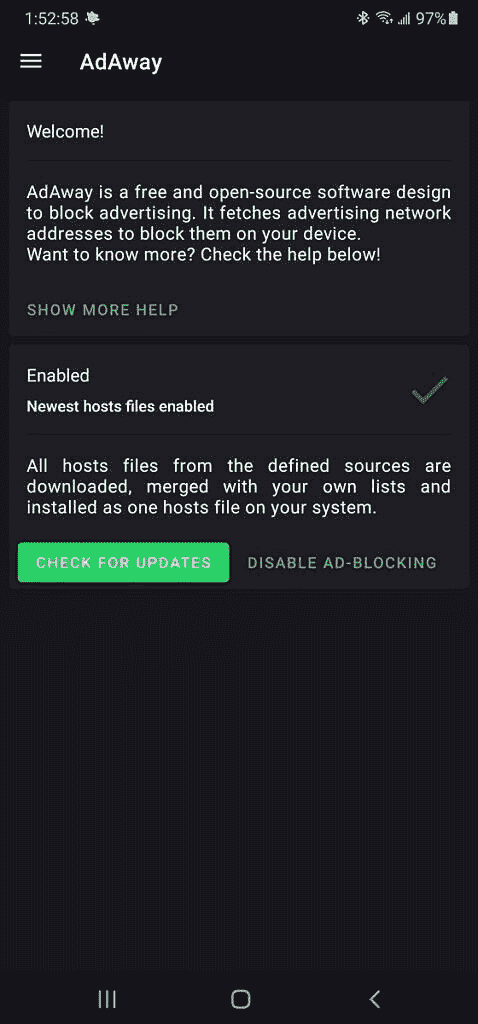 1:52:58 97%
AdAway
Welcome!
AdAway is a free and open-source software design
to block advertising. It fetches advertising network
addresses to block them on your device.
Want to know more? Check the help below!
SHOW MORE HELP
Enabled
Newest hosts files enabled
All hosts files from the defined sources are
downloaded, merged with your own lists and
installed as one hosts file on your system.
CHECK FOR UPDATES DISABLE AD-BLOCKING